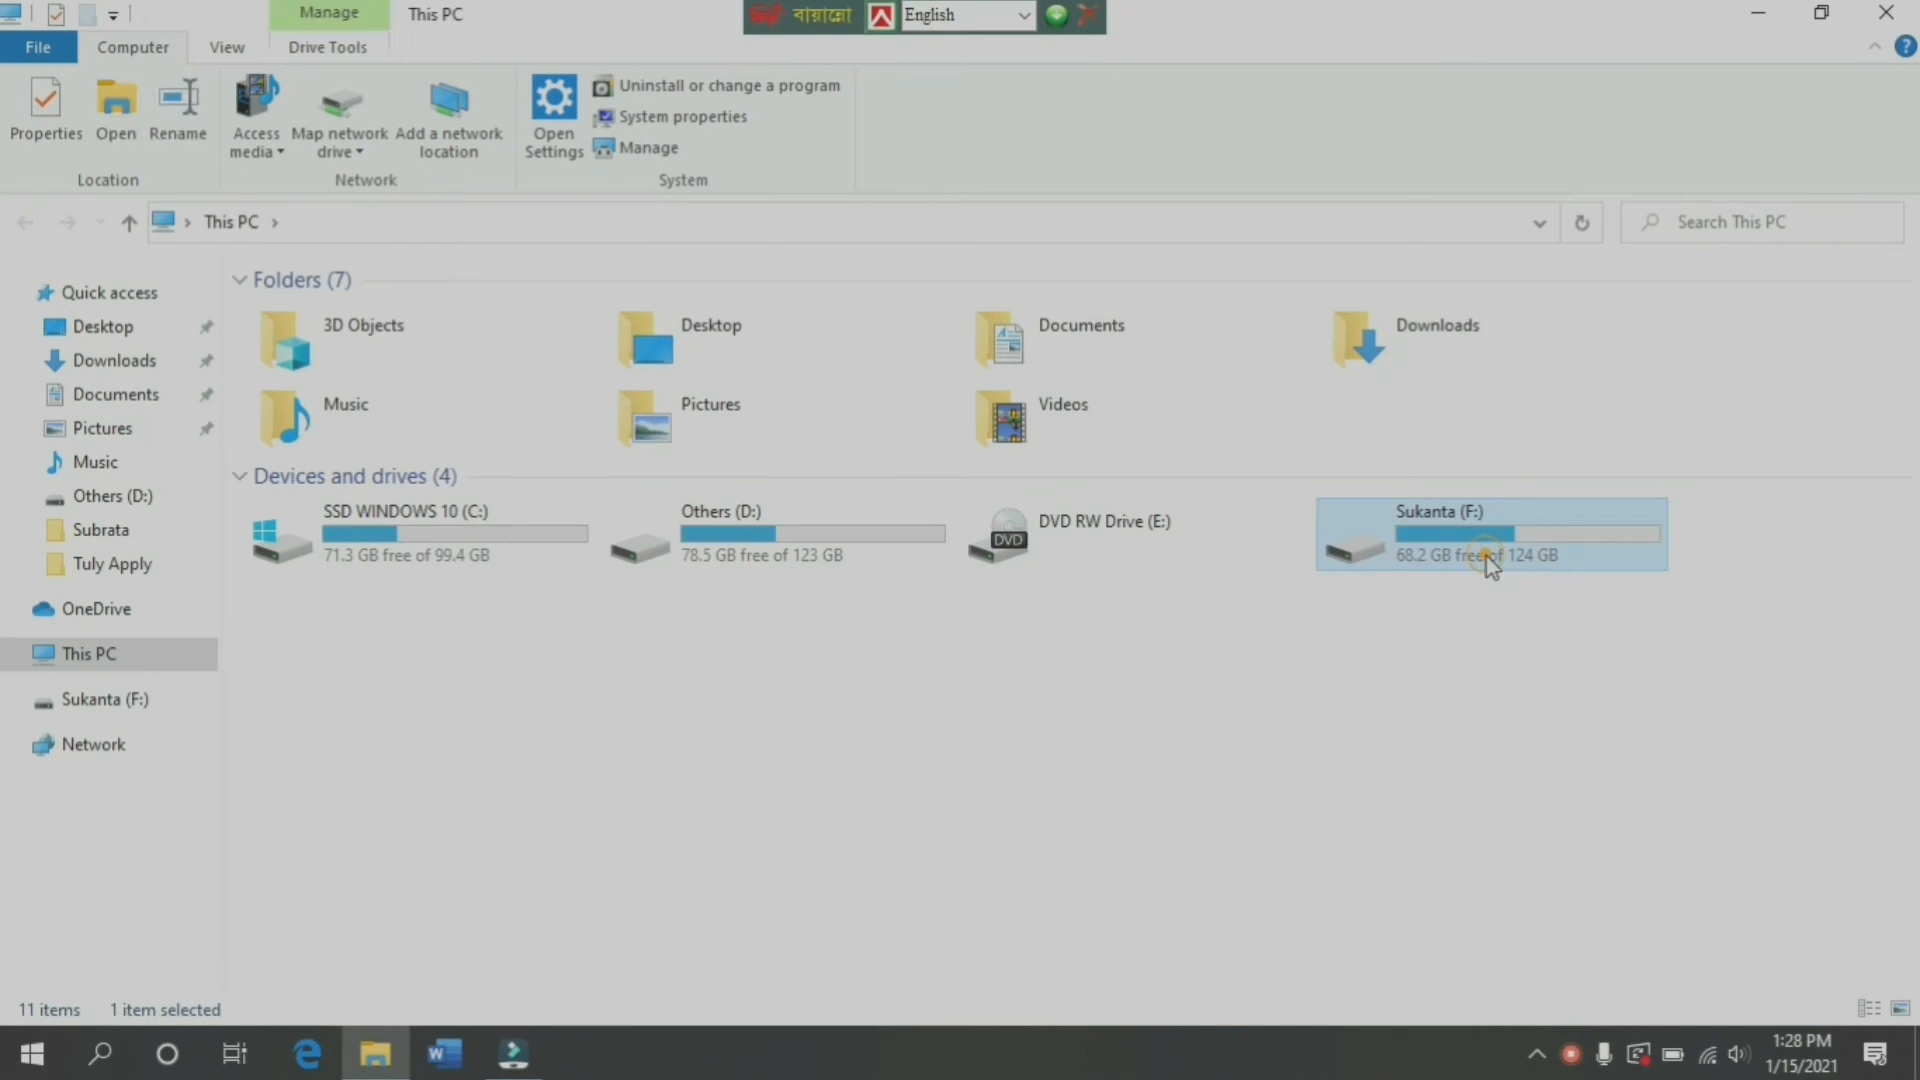 Manage
This PC
বায়ান্নো
English
File
Computer
View
Drive Tools
Properties
Open
Rename
Access media
Map network drive
Add a network location
Open Settings
Uninstall or change a program
System properties
Manage
Location
Network
System
This PC
Search This PC
Quick access
Desktop
Downloads
Documents
Pictures
Music
Others (D:)
Subrata
Tuly Apply
OneDrive
This PC
Sukanta (F:)
Network
Folders (7)
3D Objects
Desktop
Documents
Downloads
Music
Pictures
Videos
Devices and drives (4)
SSD WINDOWS 10 (C:)
71.3 GB free of 99.4 GB
Others (D:)
78.5 GB free of 123 GB
DVD RW Drive (E:)
DVD
Sukanta (F:)
68.2 GB free of 124 GB
11 items
1 item selected
1:28 PM
1/15/2021